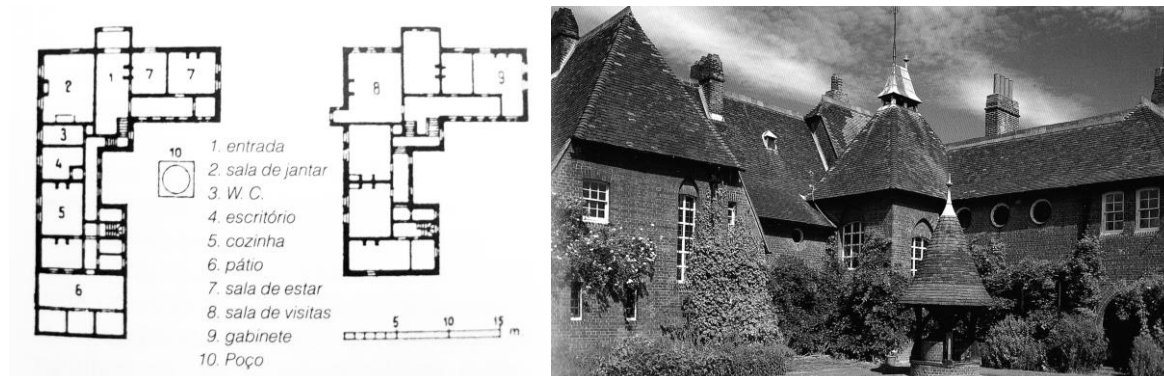 2
1
7
7
3
4
5
6
10
1. entrada
2. sala de jantar
3. W. C.
4. escritório
5. cozinha
6. pátio
7. sala de estar
8. sala de visitas
9. gabinete
10. Poço
8
9
5 10 15
m